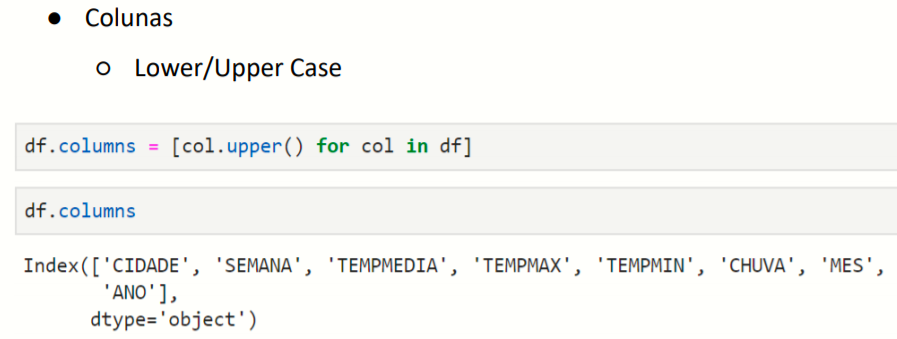 ● Colunas
○ Lower/Upper Case
df.columns = [col.upper() for col in df]
df.columns
Index(['CIDADE', 'SEMANA', 'TEMPMEDIA', 'TEMPMAX', 'TEMPMIN', 'CHUVA', 'MES',
'ANO'],
dtype='object')